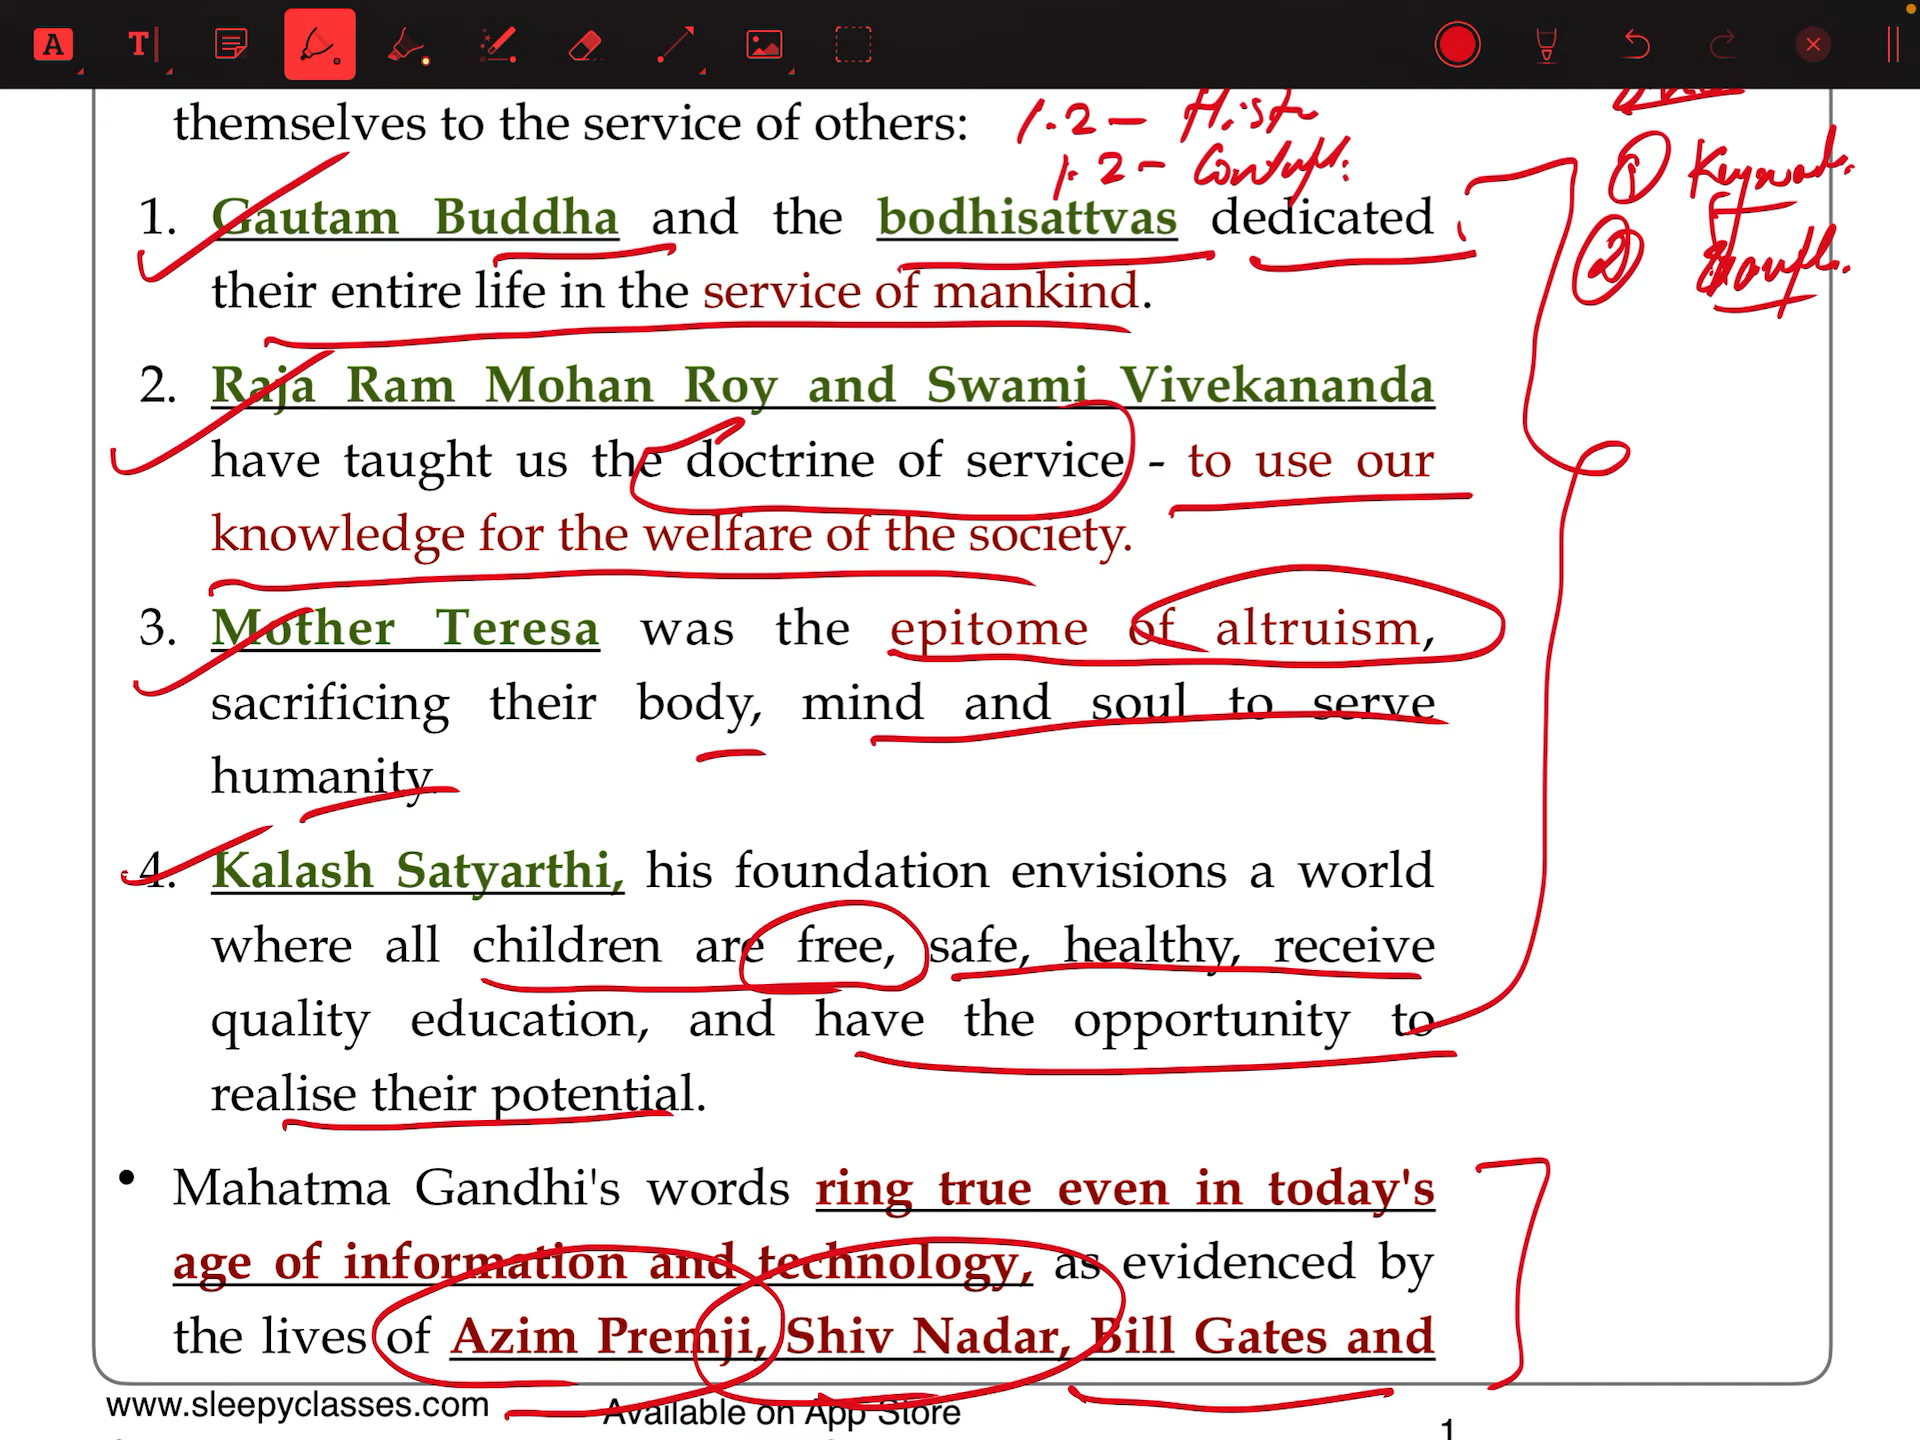 themselves to the service of others:
1.2 - Hist
1.2 -
1. Gautam Buddha and the bodhisattvas dedicated
their entire life in the service of mankind.
2. Raja Ram Mohan Roy and Swami Vivekananda
have taught us the doctrine of service - to use our
knowledge for the welfare of the society.
3. Mother Teresa was the epitome of altruism,
sacrificing their body, mind and soul to serve
humanity.
4. Kalash Satyarthi, his foundation envisions a world
where all children are free, safe, healthy, receive
quality education, and have the opportunity to
realise their potential.
• Mahatma Gandhi's words ring true even in today's
age of information and technology, as evidenced by
the lives of Azim Premji, Shiv Nadar, Bill Gates and
www.sleepyclasses.com
Available on App Store
1
① Keyword.
②